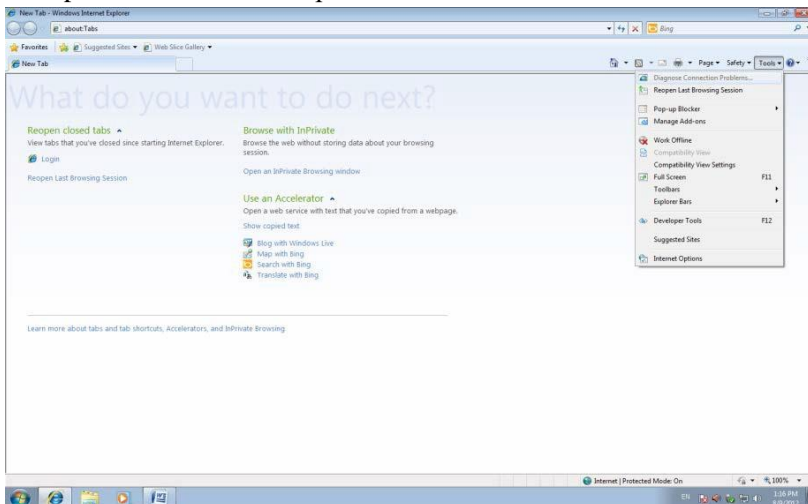 New Tab - Windows Internet Explorer
about:Tabs
Bing
Favorites Suggested Sites Web Slice Gallery
New Tab
Page Safety Tools
What do you want to do next?
Reopen closed tabs
View tabs that you've closed since starting Internet Explorer.
Login
Reopen Last Browsing Session
Browse with InPrivate
Browse the web without storing data about your browsing
session.
Open an InPrivate Browsing window
Use an Accelerator
Open a web service with text that you've copied from a webpage.
Show copied text
Blog with Windows Live
Map with Bing
Search with Bing
Translate with Bing
Learn more about tabs and tab shortcuts, Accelerators, and InPrivate Browsing.
Diagnose Connection Problems...
Reopen Last Browsing Session
Pop-up Blocker
Manage Add-ons
Work Offline
Compatibility View
Compatibility View Settings
Full Screen F11
Toolbars
Explorer Bars
Developer Tools F12
Suggested Sites
Internet Options
Internet | Protected Mode: On
100%
EN
1:36 PM